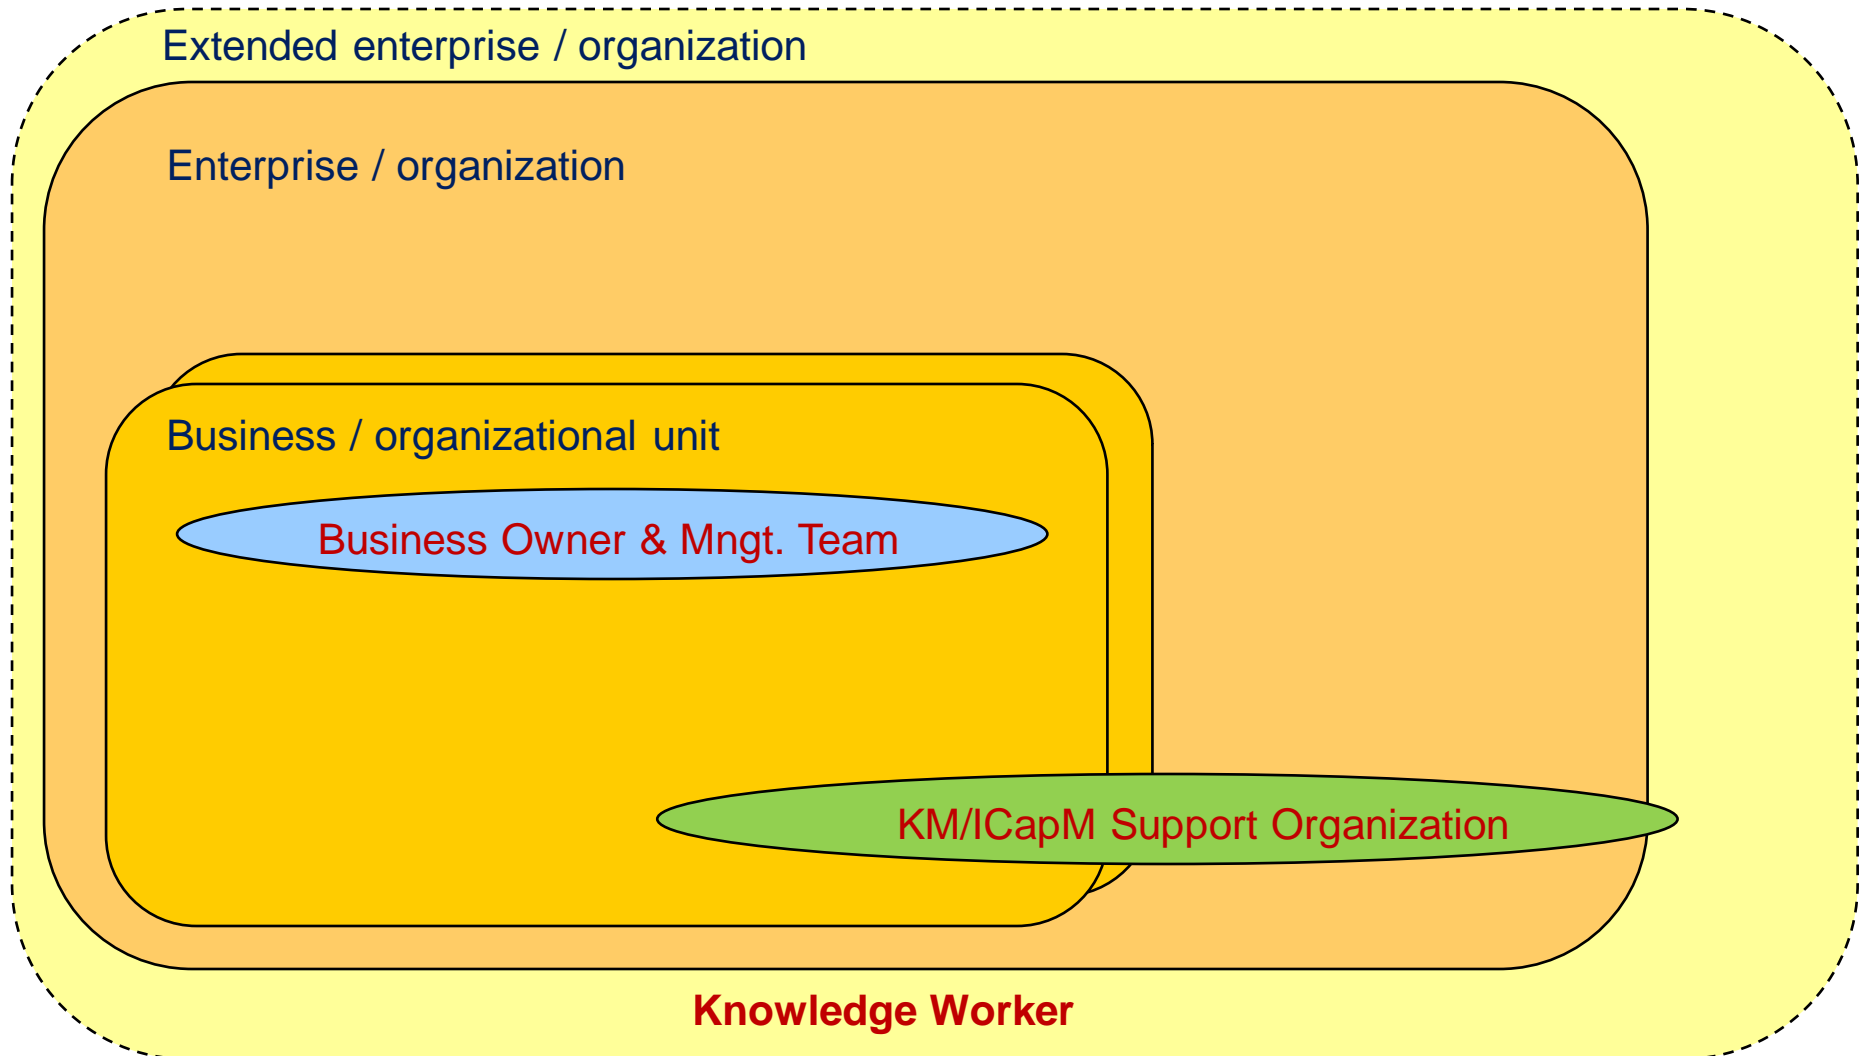 Extended enterprise / organization
Enterprise / organization
Business / organizational unit
Business Owner & Mngt. Team
KM/ICapM Support Organization
Knowledge Worker